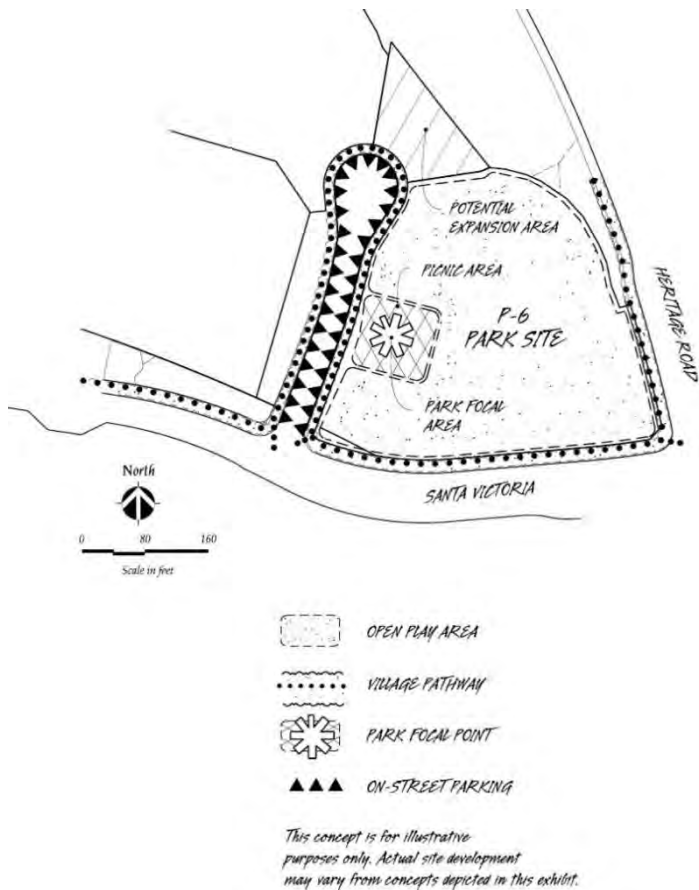 POTENTIAL
EXPANSION AREA
PICNIC AREA
P-6
PARK SITE
HERITAGE ROAD
PARK FOCAL
AREA
SANTA VICTORIA
North
0 80 160
Scale in feet
OPEN PLAY AREA
VILLAGE PATHWAY
PARK FOCAL POINT
ON-STREET PARKING
This concept is for illustrative
purposes only. Actual site development
may vary from concepts depicted in this exhibit.